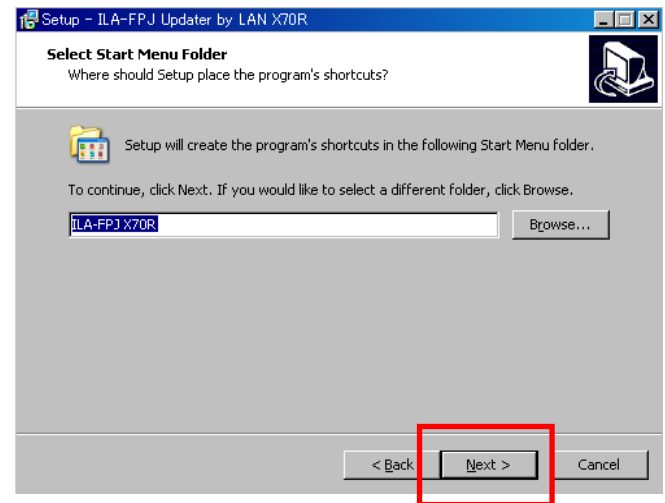 Setup - ILA-FPJ Updater by LAN X70R
Select Start Menu Folder
Where should Setup place the program's shortcuts?
Setup will create the program's shortcuts in the following Start Menu folder.
To continue, click Next. If you would like to select a different folder, click Browse.
ILA-FPJ X70R
Browse...
< Back
Next >
Cancel